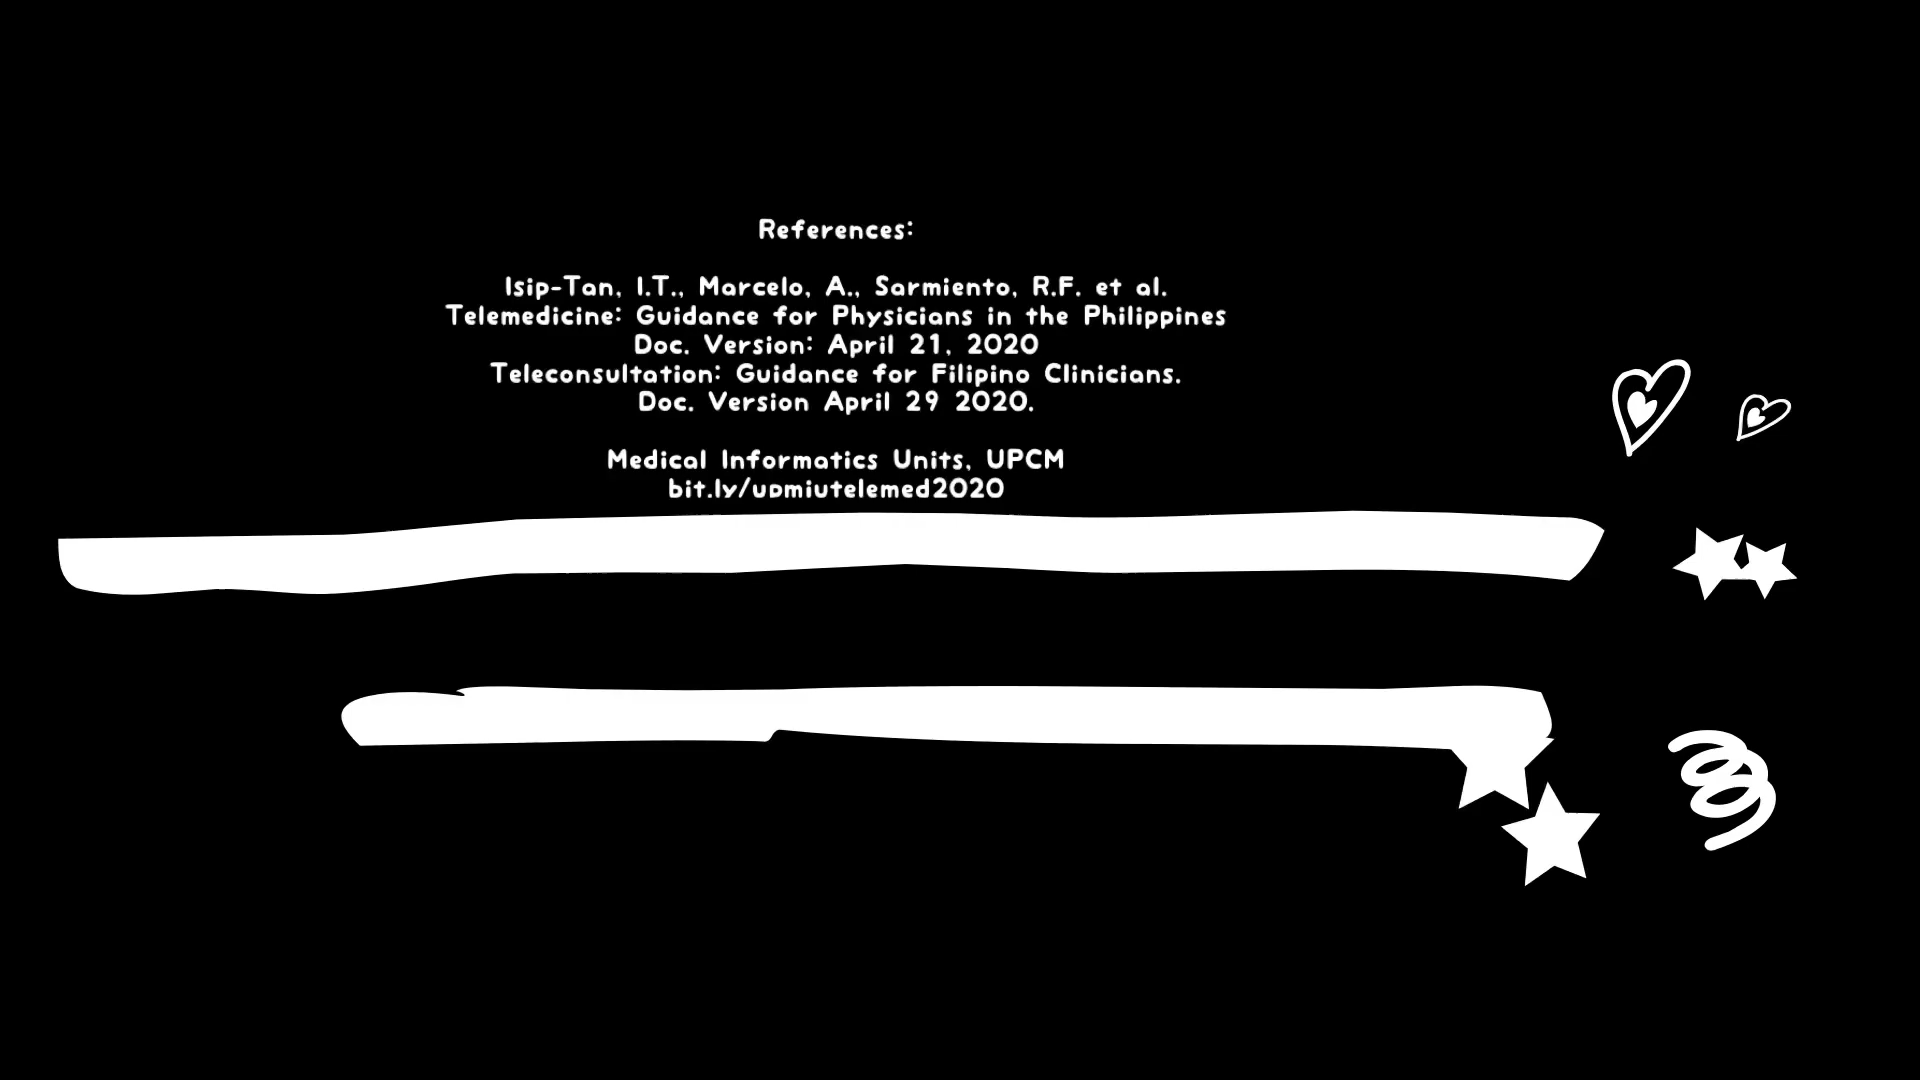 References:
Isip-Tan, I.T., Marcelo, A., Sarmiento, R.F. et al.
Telemedicine: Guidance for Physicians in the Philippines
Doc. Version: April 21, 2020
Teleconsultation: Guidance for Filipino Clinicians.
Doc. Version April 29 2020.
Medical Informatics Units, UPCM
bit.ly/upmiutelemed2020